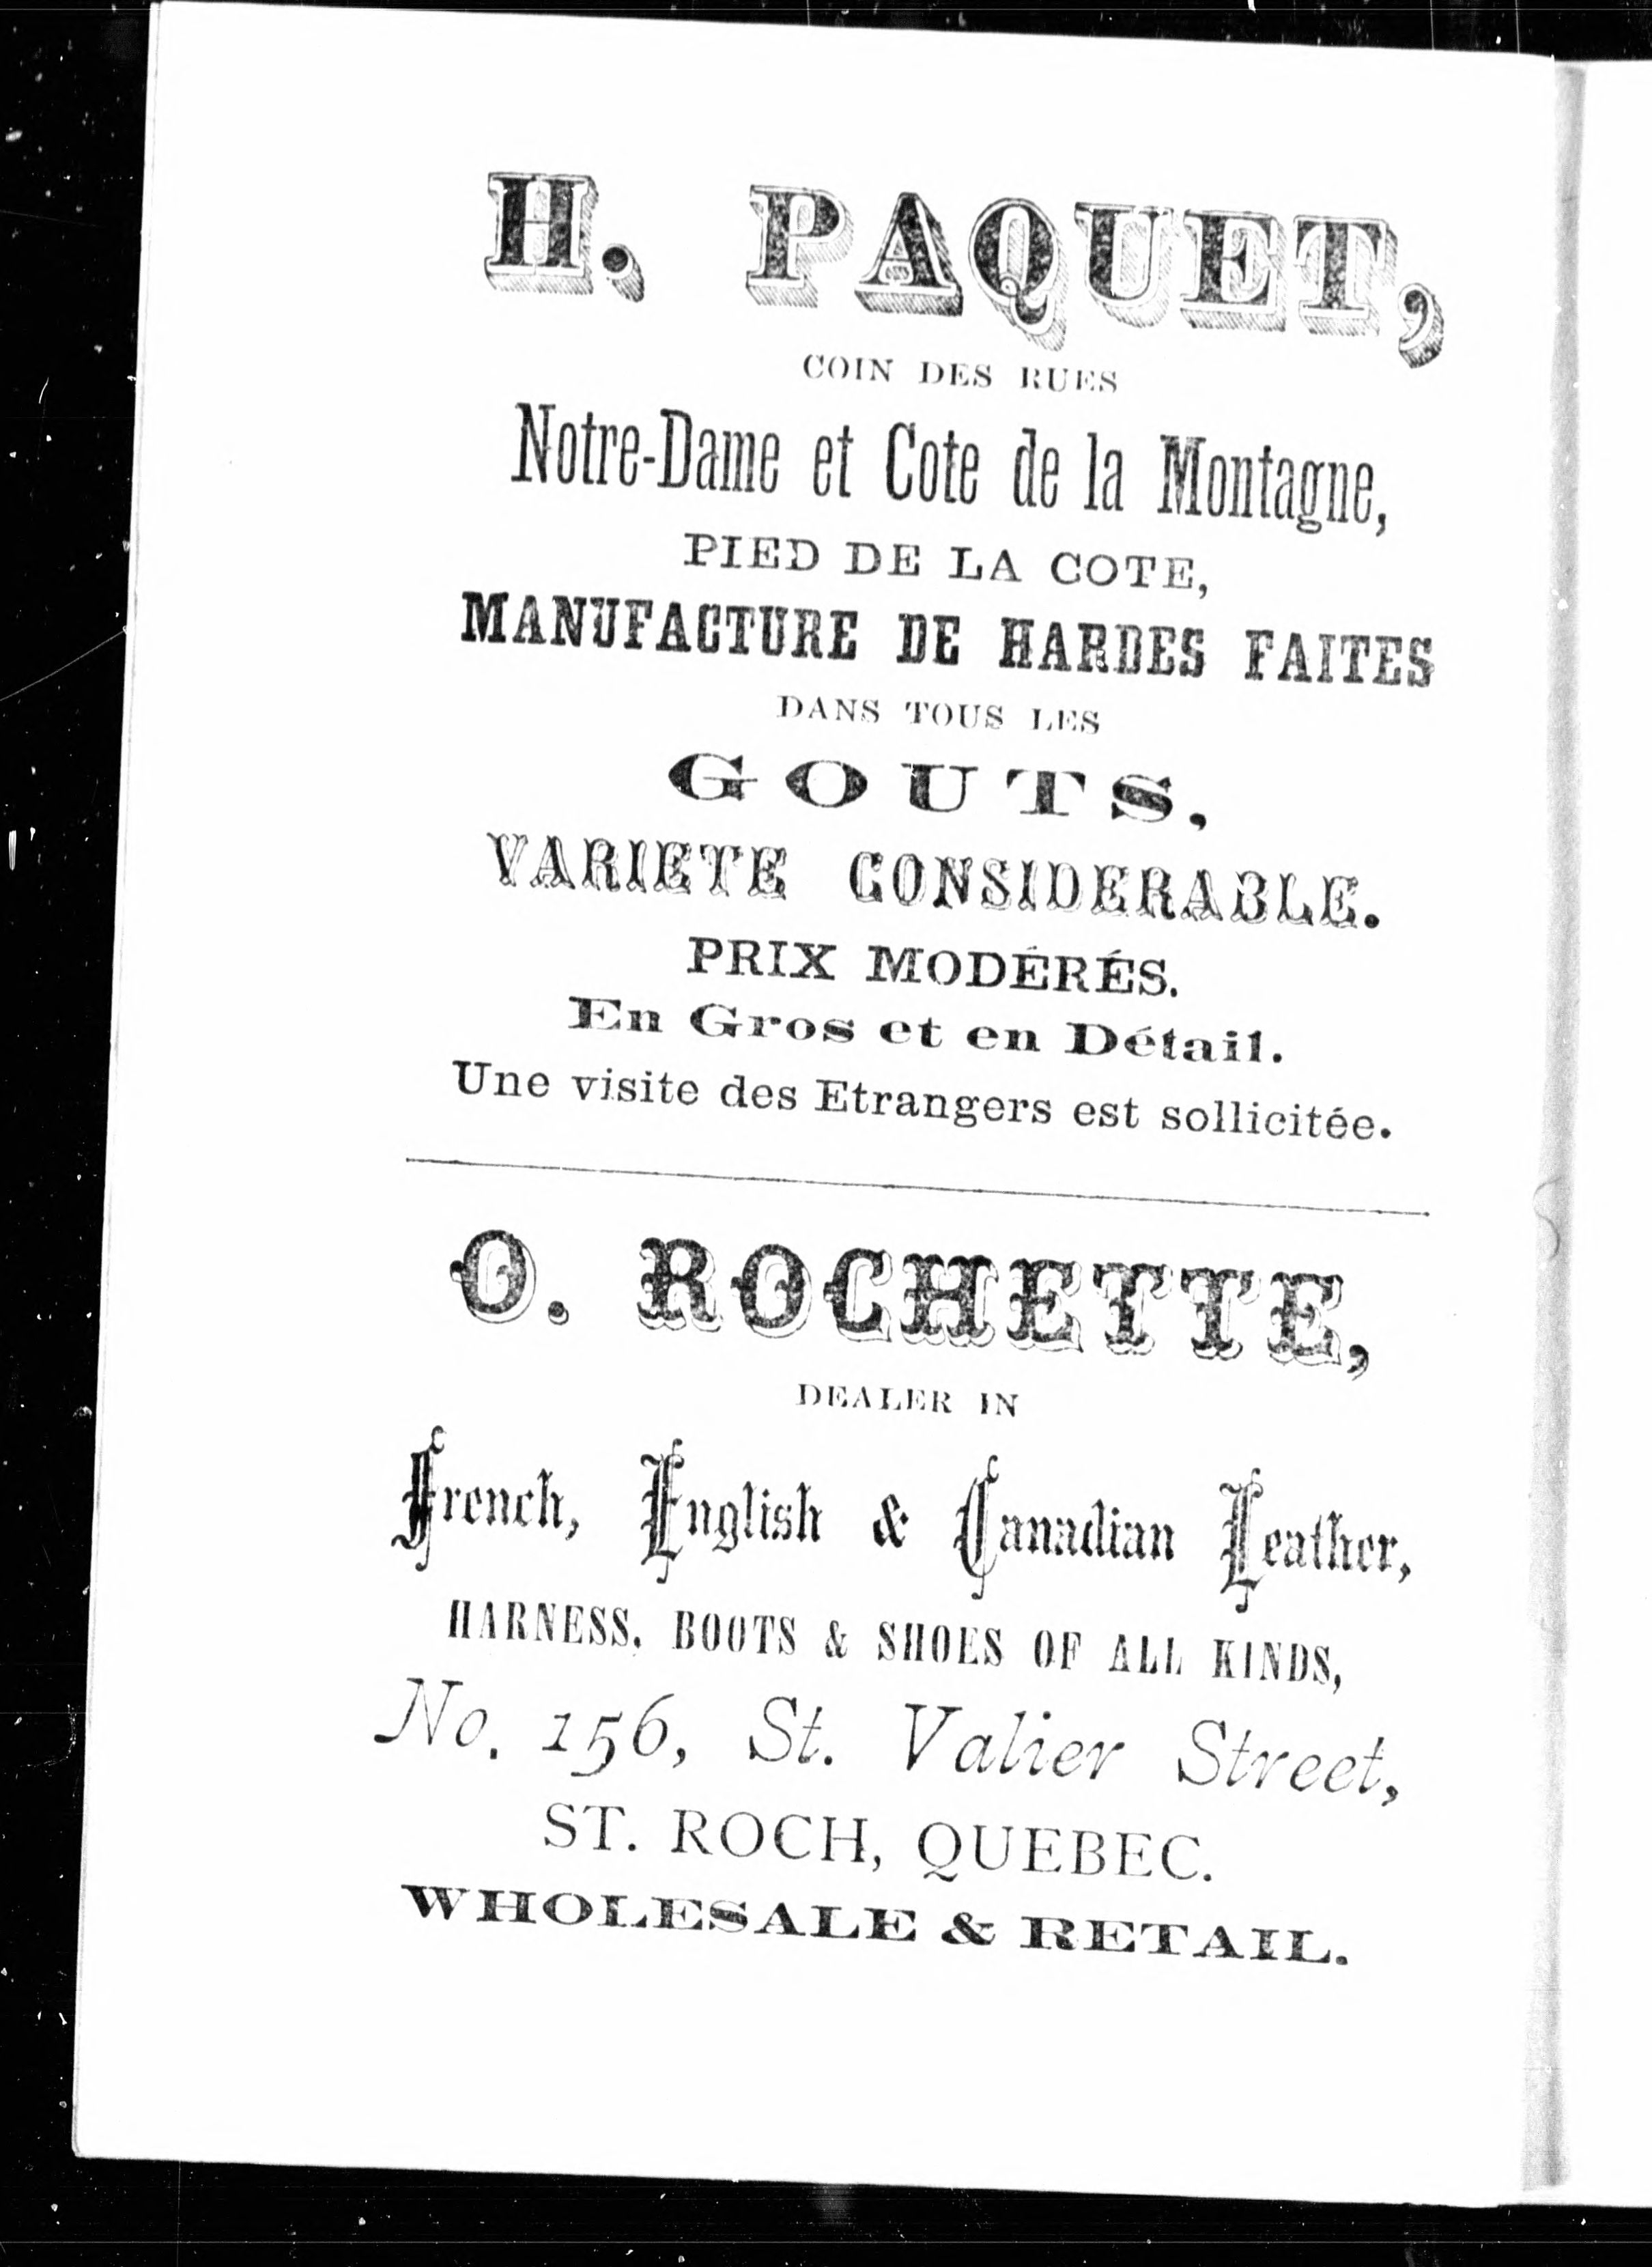 H. PAQUET,
COIN DES RUES
Notre-Dame et Cote de la Montagne,
PIED DE LA COTE,
MANUFACTURE DE HARDES FAITES
DANS TOUS LES
GOUTS,
VARIETE CONSIDERABLE.
PRIX MODÉRÉS.
En Gros et en Détail.
Une visite des Etrangers est sollicitée.
O. ROCHETTE,
DEALER IN
French, English & Canadian Leather,
HARNESS, BOOTS & SHOES OF ALL KINDS,
No. 156, St. Valier Street,
ST. ROCH, QUEBEC.
WHOLESALE & RETAIL.